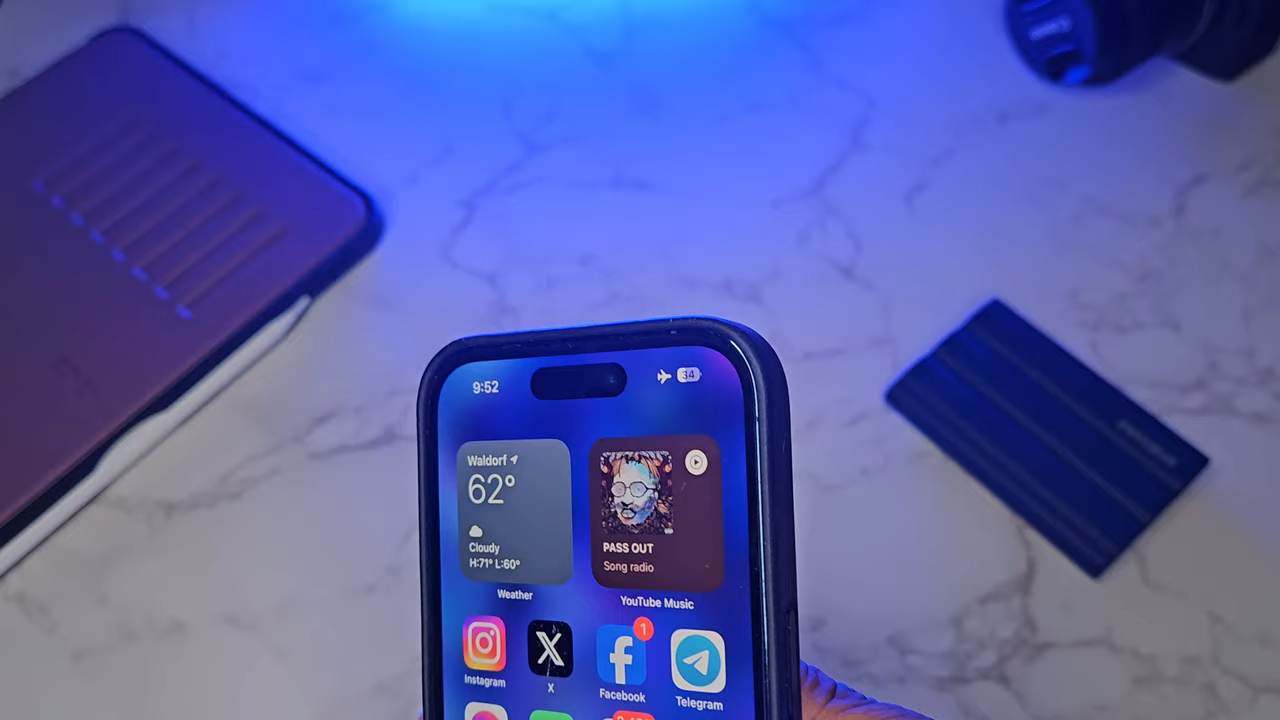 9:52
34
Waldorf
62°
Cloudy
H:71° L:60°
Weather
PASS OUT
Song radio
YouTube Music
1
Instagram
X
Facebook
Telegram